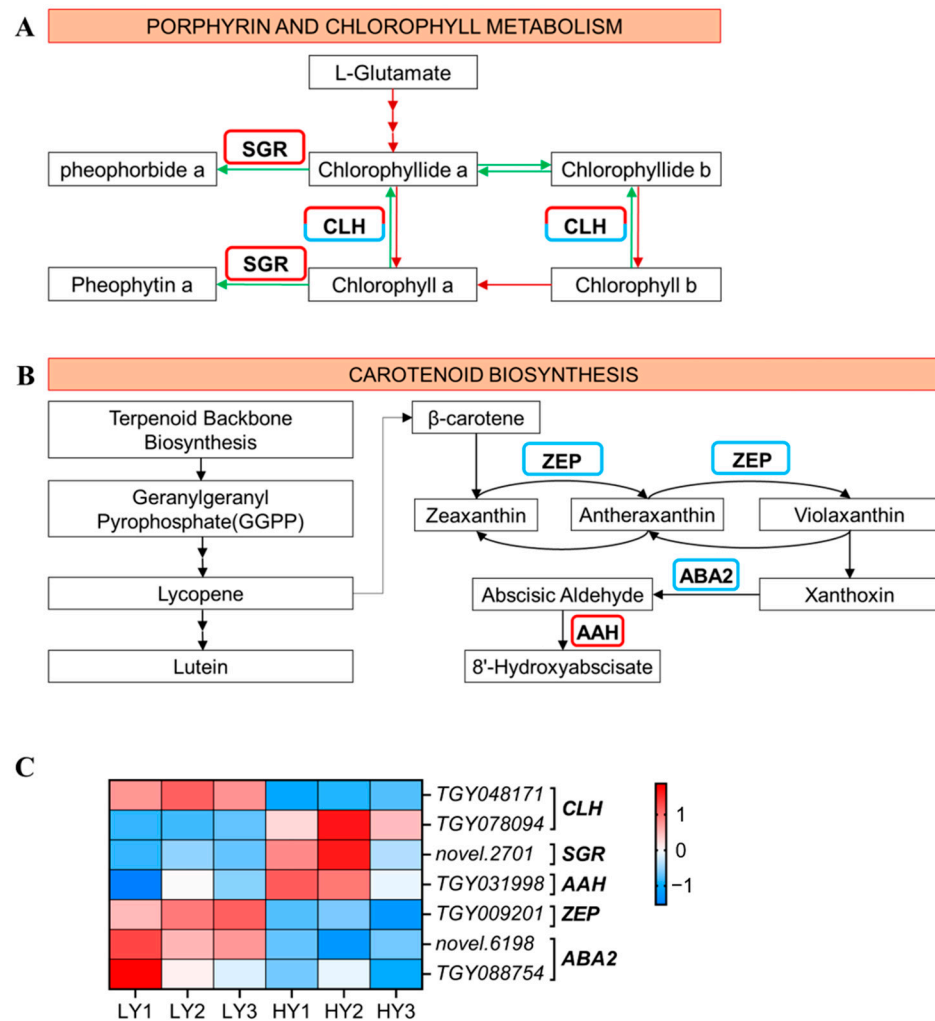 A
PORPHYRIN AND CHLOROPHYLL METABOLISM
L-Glutamate
SGR
pheophorbide a
Chlorophyllide a
Chlorophyllide b
CLH
CLH
SGR
Pheophytin a
Chlorophyll a
Chlorophyll b
B
CAROTENOID BIOSYNTHESIS
Terpenoid Backbone
Biosynthesis
β-carotene
ZEP
ZEP
Geranylgeranyl
Pyrophosphate(GGPP)
Zeaxanthin
Antheraxanthin
Violaxanthin
ABA2
Lycopene
Abscisic Aldehyde
Xanthoxin
AAH
Lutein
8'-Hydroxyabscisate
C
TGY048171
CLH
TGY078094
novel.2701
SGR
TGY031998
AAH
TGY009201
ZEP
novel.6198
ABA2
TGY088754
LY1 LY2 LY3 HY1 HY2 HY3
1
0
−1